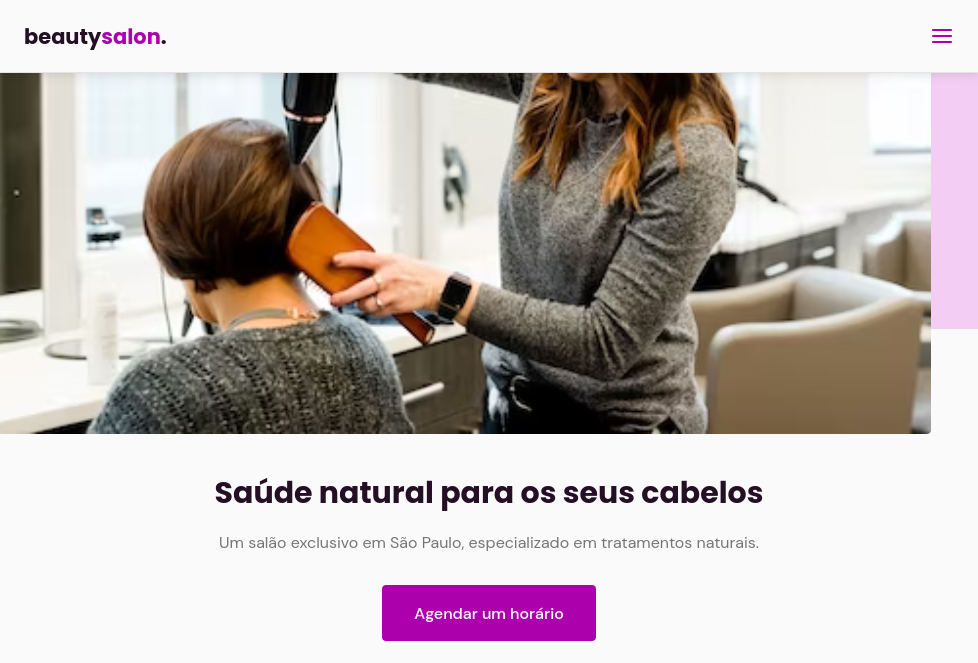 beautysalon.
Saúde natural para os seus cabelos
Um salão exclusivo em São Paulo, especializado em tratamentos naturais.
Agendar um horário